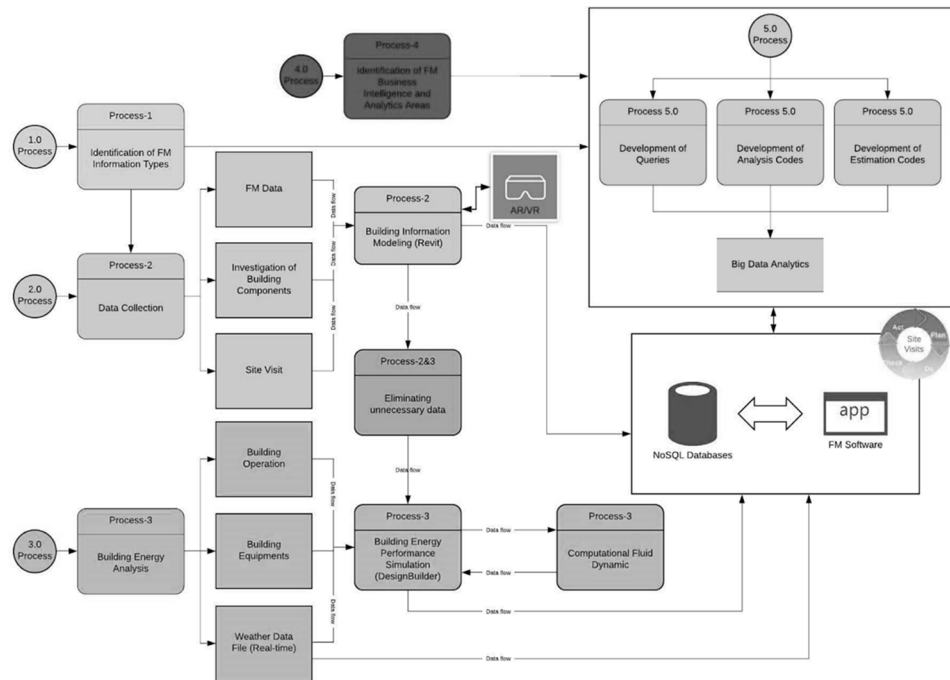 5.0
Process
4.0
Process
Process-4
Identification of FM
Business
Intelligence and
Analytics Areas
Process 5.0
Development of
Queries
Process 5.0
Development of
Analysis Codes
Process 5.0
Development of
Estimation Codes
Big Data Analytics
1.0
Process
Process-1
Identification of FM
Information Types
2.0
Process
Process-2
Data Collection
FM Data
Investigation of
Building
Components
Site Visit
Data flow
Data flow
Process-2
Building Information
Modeling (Revit)
AR/VR
Data flow
Data flow
Process-2&3
Eliminating
unnecessary data
Data flow
Act
Plan
Check
Do
Site
Visits
NoSQL Databases
app
FM Software
3.0
Process
Process-3
Building Energy
Analysis
Building
Operation
Building
Equipments
Weather Data
File (Real-time)
Data flow
Data flow
Process-3
Building Energy
Performance
Simulation
(DesignBuilder)
Data flow
Data flow
Process-3
Computational Fluid
Dynamic
Data flow
Data flow